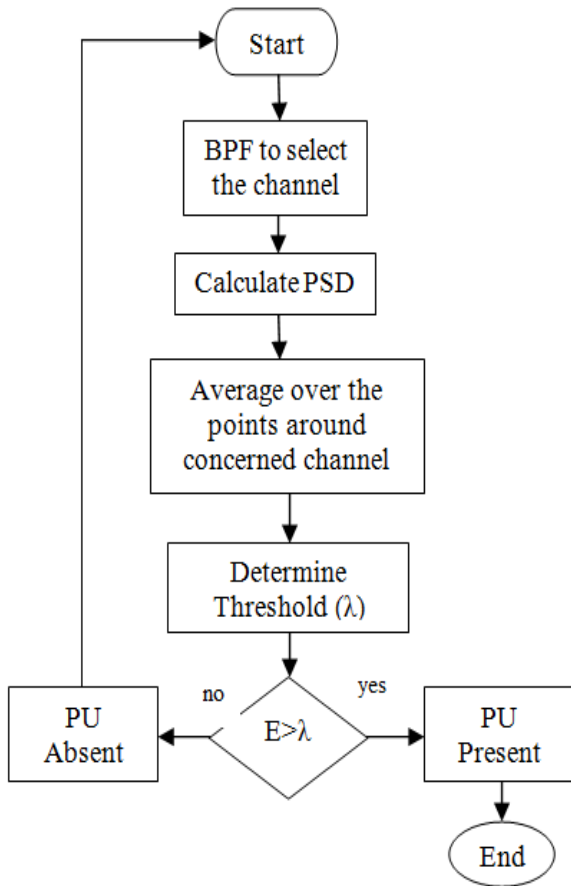 Start
BPF to select
the channel
Calculate PSD
Average over the
points around
concerned channel
Determine
Threshold (λ)
no
yes
PU
Absent
E>λ
PU
Present
End